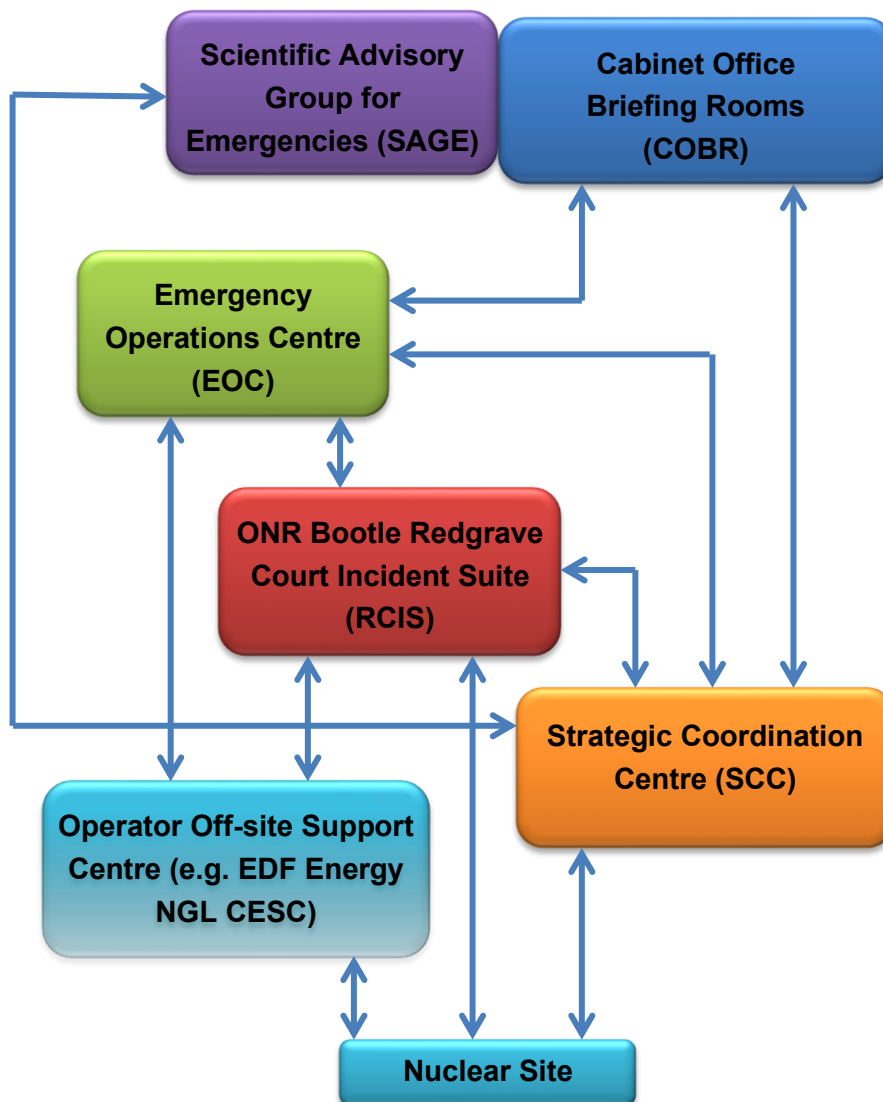 Scientific Advisory
Group for
Emergencies (SAGE)
Cabinet Office
Briefing Rooms
(COBR)
Emergency
Operations Centre
(EOC)
ONR Bootle Redgrave
Court Incident Suite
(RCIS)
Strategic Coordination
Centre (SCC)
Operator Off-site Support
Centre (e.g. EDF Energy
NGL CESC)
Nuclear Site